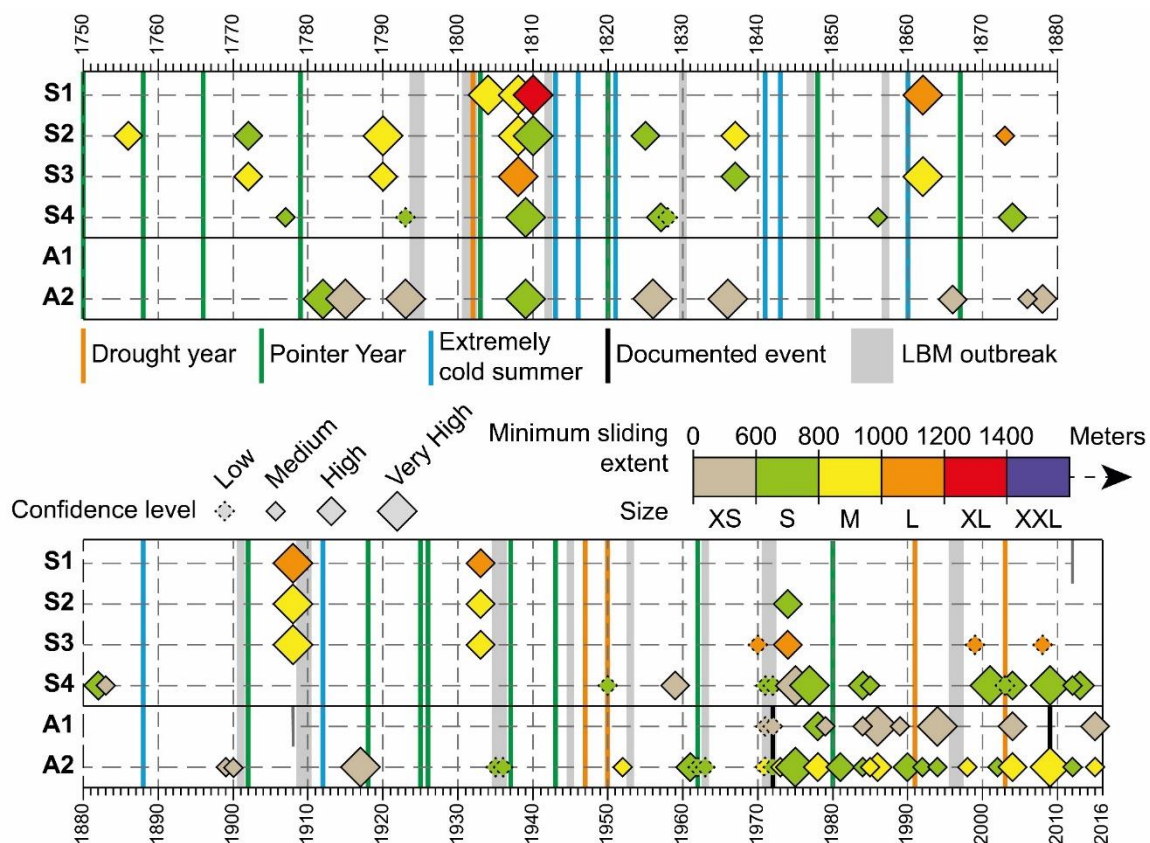 1750 1760 1770 1780 1790 1800 1810 1820 1830 1840 1850 1860 1870 1880
S1
S2
S3
S4
A1
A2
Drought year Pointer Year Extremely cold summer Documented event LBM outbreak
Low Medium High Very High
Confidence level
Minimum sliding extent
0 600 800 1000 1200 1400 Meters
Size XS S M L XL XXL
S1
S2
S3
S4
A1
A2
1880 1890 1900 1910 1920 1930 1940 1950 1960 1970 1980 1990 2000 2010 2016